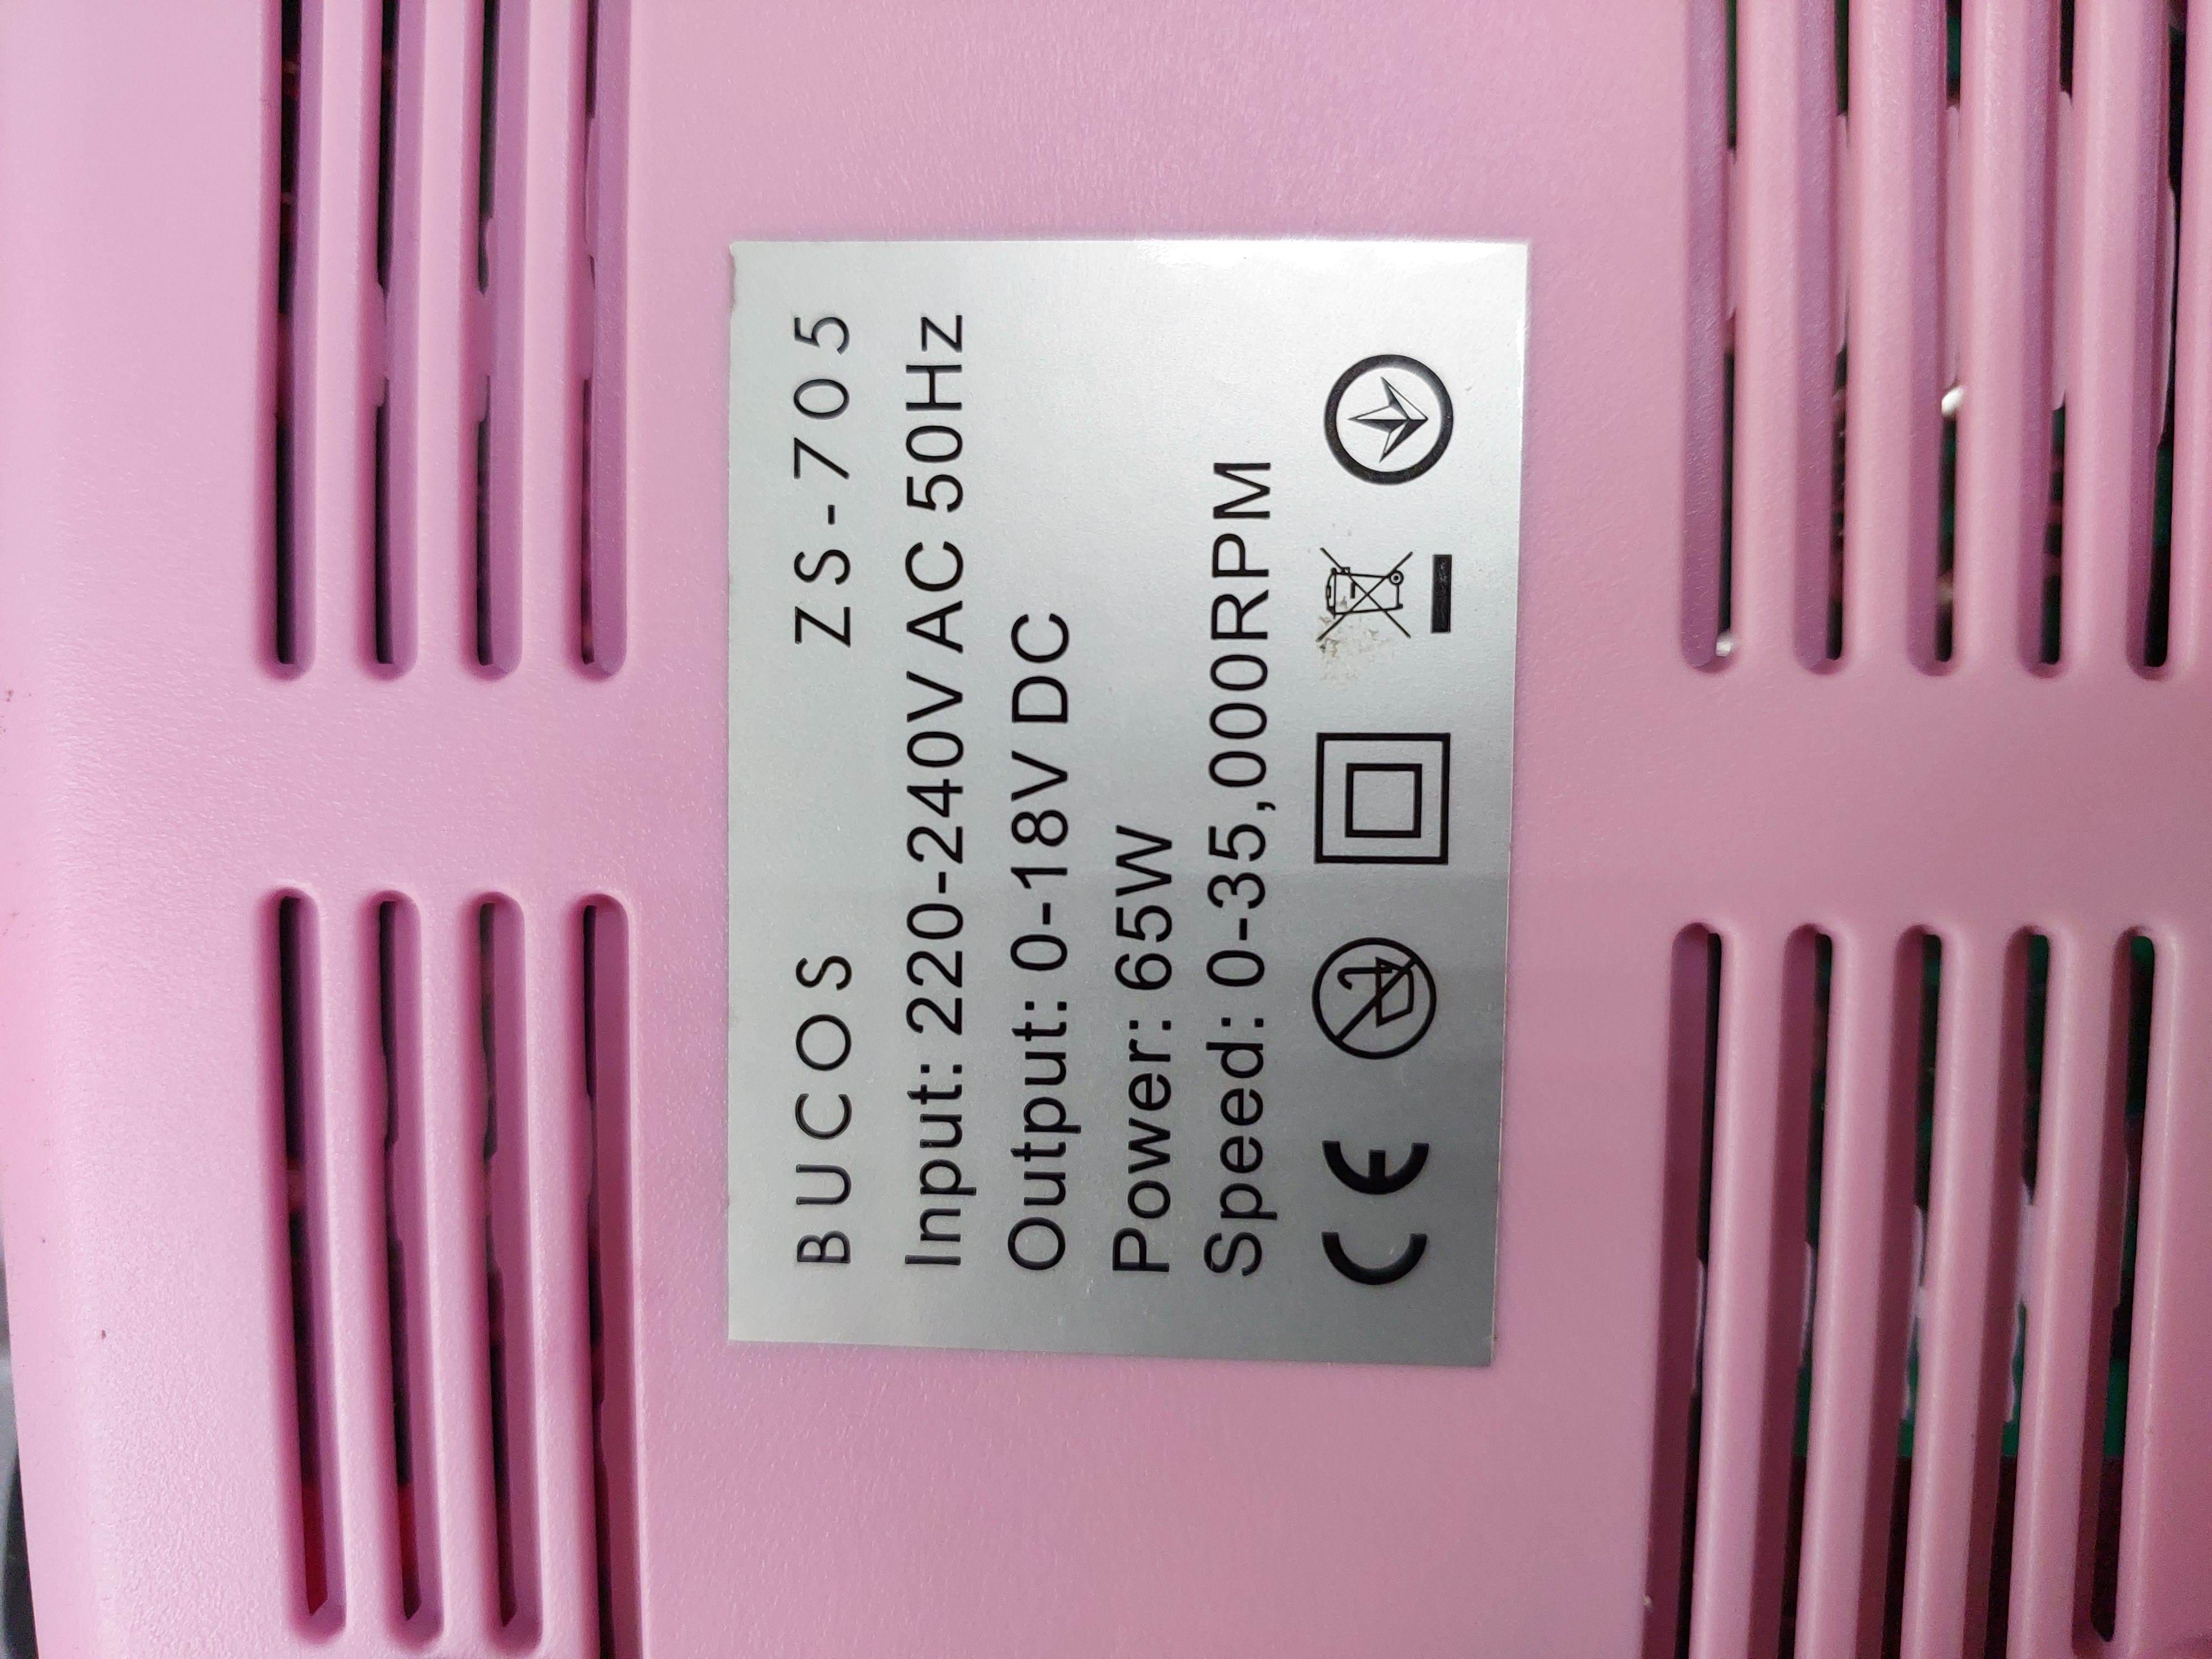 BUCOS ZS-705
Input: 220-240V AC 50Hz
Output: 0-18V DC
Power: 65W
Speed: 0-35,000RPM
CE